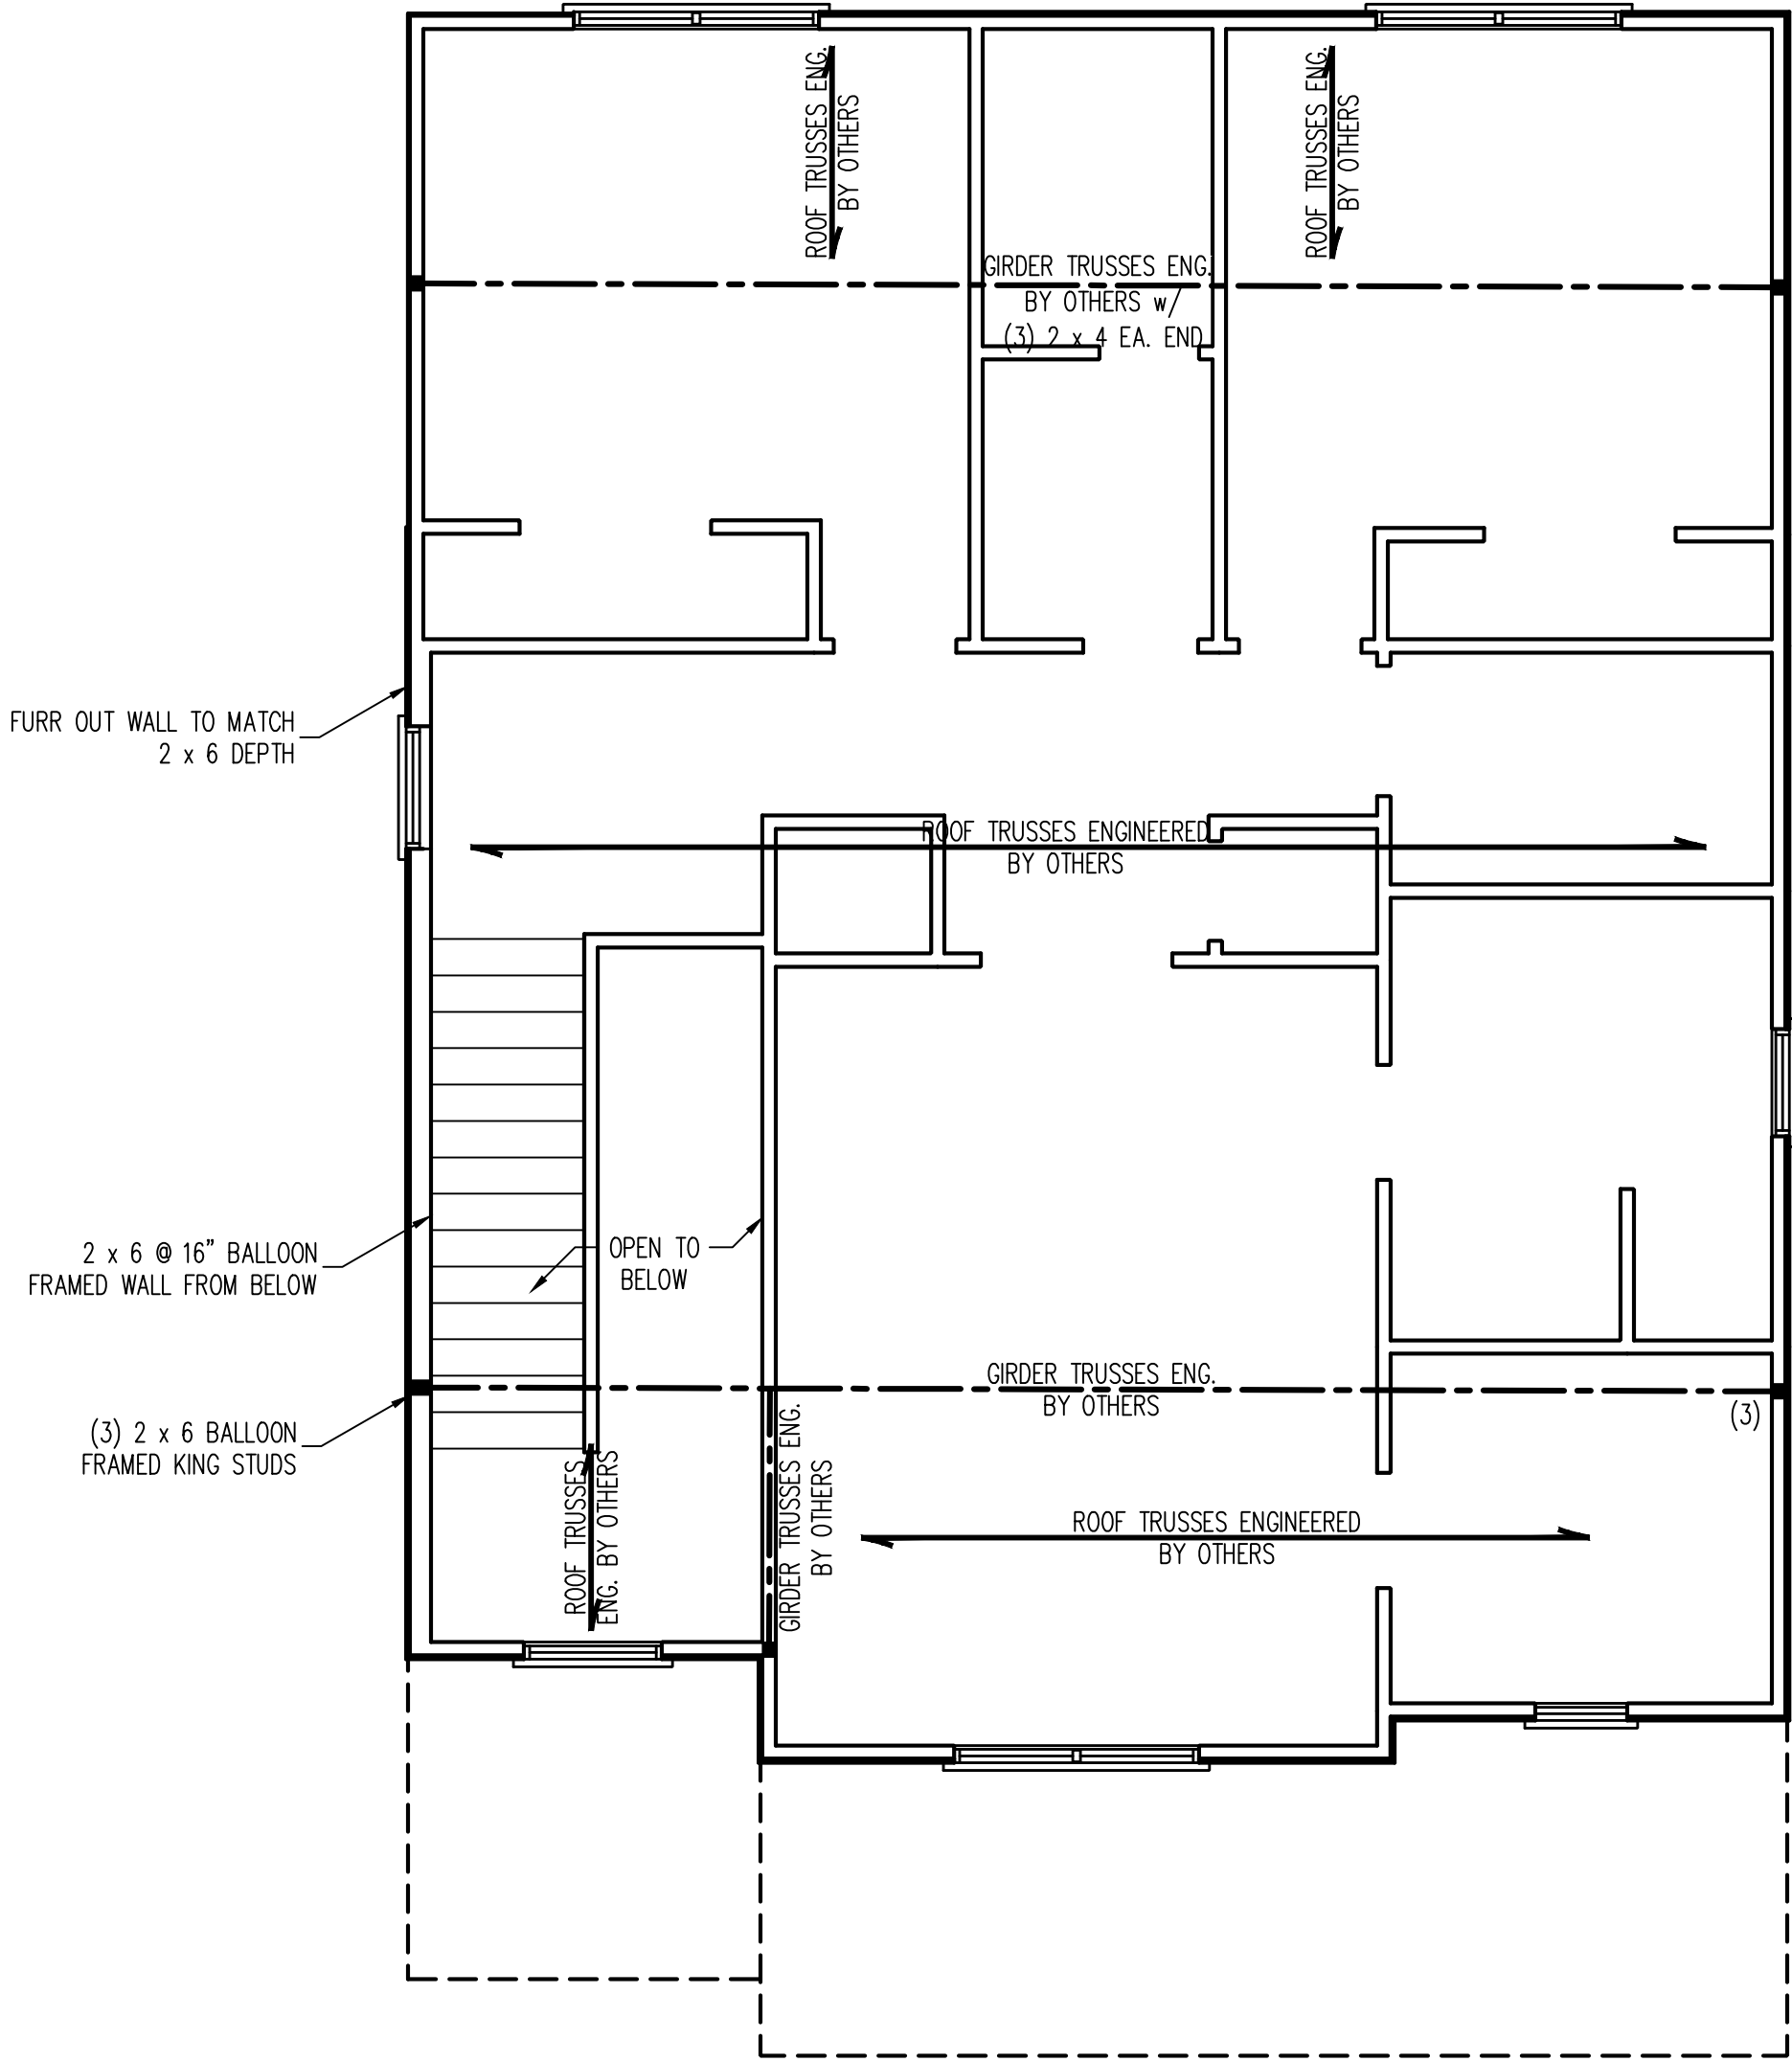 ROOF TRUSSES ENG.
BY OTHERS
ROOF TRUSSES ENG.
BY OTHERS
GIRDER TRUSSES ENG.
BY OTHERS w/
(3) 2 x 4 EA. END
FURR OUT WALL TO MATCH
2 x 6 DEPTH
ROOF TRUSSES ENGINEERED
BY OTHERS
2 x 6 @ 16" BALLOON
FRAMED WALL FROM BELOW
OPEN TO
BELOW
GIRDER TRUSSES ENG.
BY OTHERS
(3)
(3) 2 x 6 BALLOON
FRAMED KING STUDS
ROOF TRUSSES
ENG. BY OTHERS
GIRDER TRUSSES ENG.
BY OTHERS
ROOF TRUSSES ENGINEERED
BY OTHERS